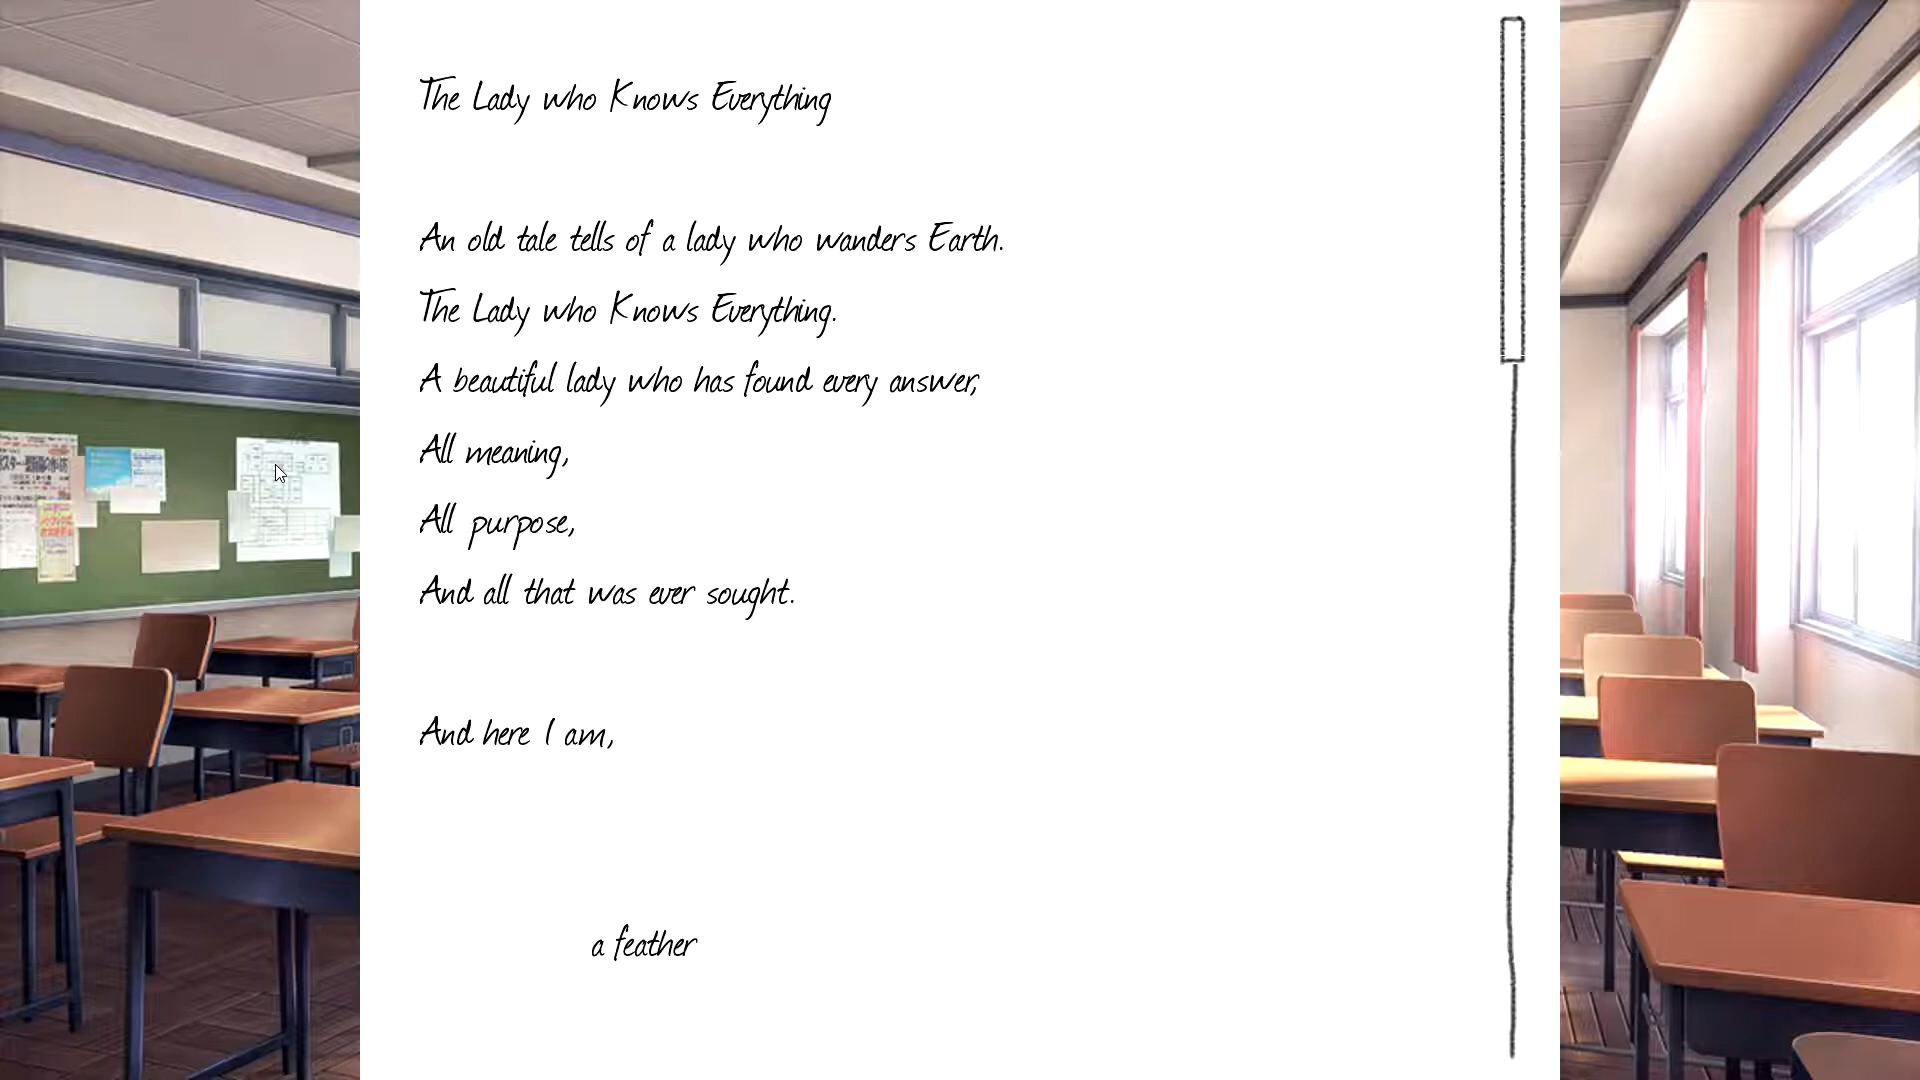 The Lady who Knows Everything
An old tale tells of a lady who wanders Earth.
The Lady who Knows Everything.
A beautiful lady who has found every answer,
All meaning,
All purpose,
And all that was ever sought.
And here I am,
a feather